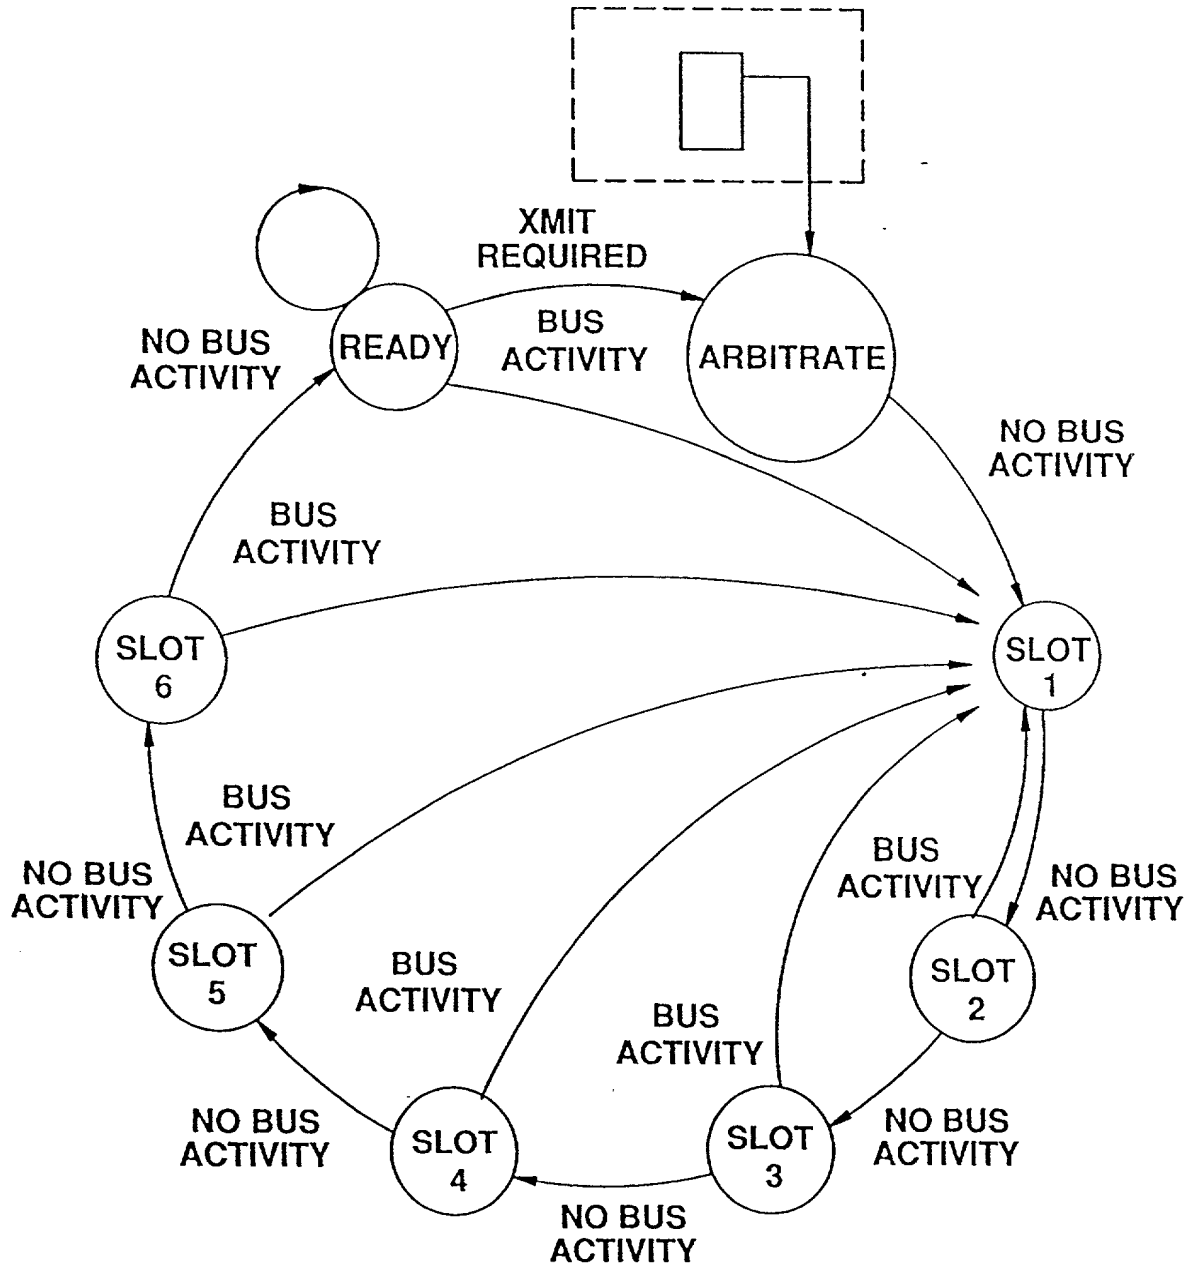 XMIT
REQUIRED
NO BUS
ACTIVITY
READY
BUS
ACTIVITY
ARBITRATE
NO BUS
ACTIVITY
BUS
ACTIVITY
SLOT
6
SLOT
1
BUS
ACTIVITY
BUS
ACTIVITY
NO BUS
ACTIVITY
NO BUS
ACTIVITY
SLOT
5
BUS
ACTIVITY
SLOT
2
BUS
ACTIVITY
NO BUS
ACTIVITY
SLOT
4
SLOT
3
NO BUS
ACTIVITY
NO BUS
ACTIVITY